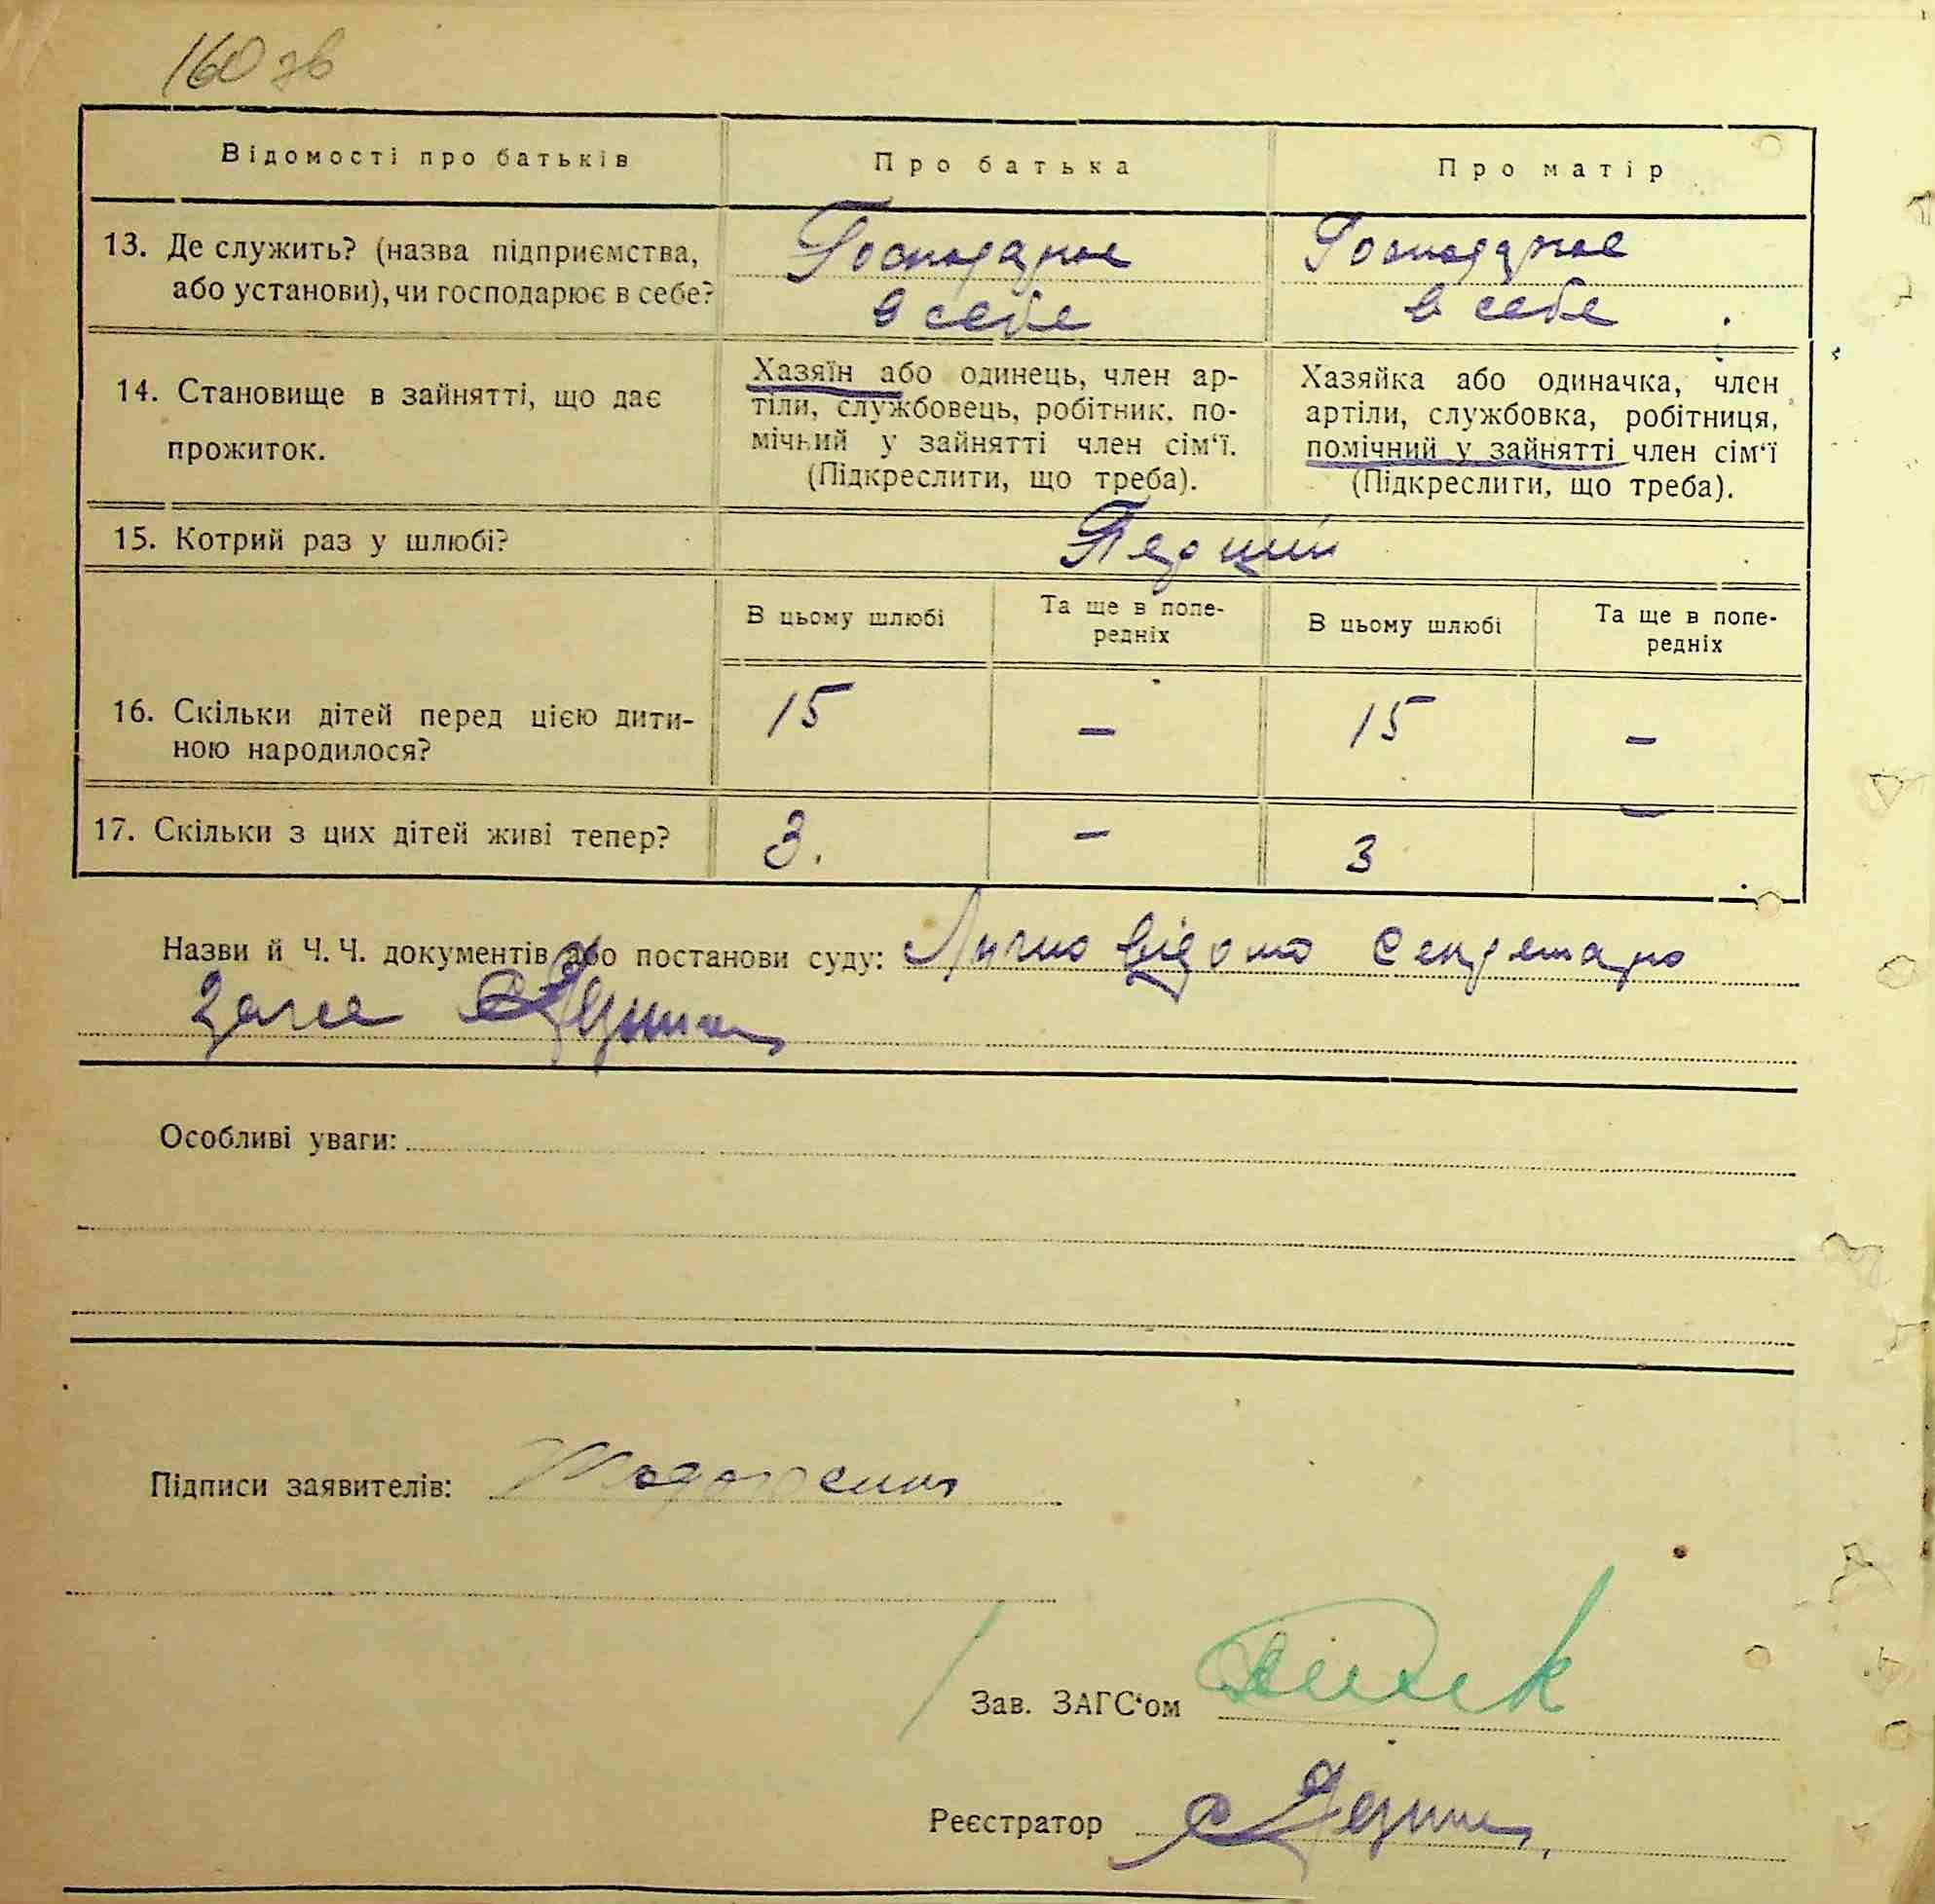 160 зв
Відомості про батьків
Про батька
Про матір
13. Де служить? (назва підприємства,
або установи), чи господарює в себе?
Господарює
в себе
Господарює
в себе
14. Становище в зайнятті, що дає
прожиток.
Хазяїн або одинець, член ар-
тіли, службовець, робітник, по-
мічний у зайнятті член сім‘ї.
(Підкреслити, що треба).
Хазяйка або одиначка, член
артіли, службовка, робітниця,
помічний у зайнятті член сім‘ї
(Підкреслити, що треба).
15. Котрий раз у шлюбі?
Перший
В цьому шлюбі
Та ще в попе-
редніх
В цьому шлюбі
Та ще в попе-
редніх
16. Скільки дітей перед цією дити-
ною народилося?
15
–
15
–
17. Скільки з цих дітей живі тепер?
3.
–
3
–
Назви й Ч. Ч. документів або постанови суду: Лично відомо секретарю
загсе
Особливі уваги:
Підписи заявителів:
Зав. ЗАГС‘ом
Реєстратор